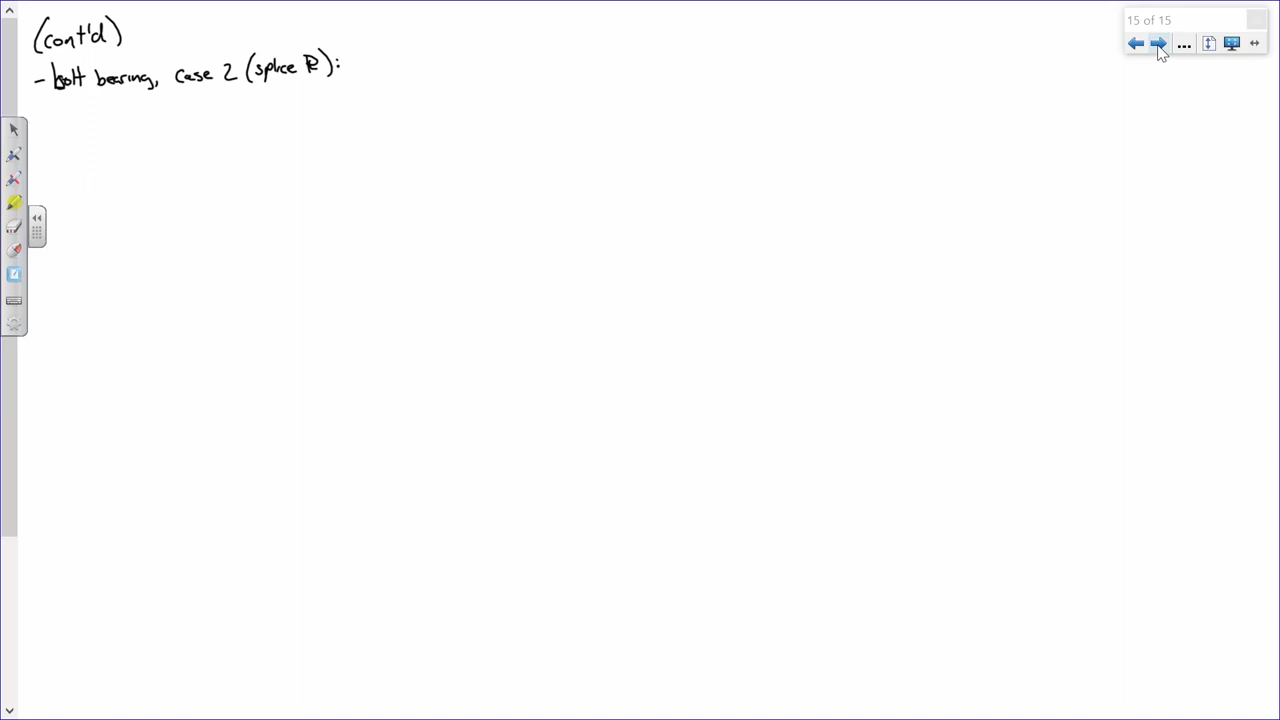 (cont'd)
- bolt bearing, case 2 (splice ℞):
15 of 15